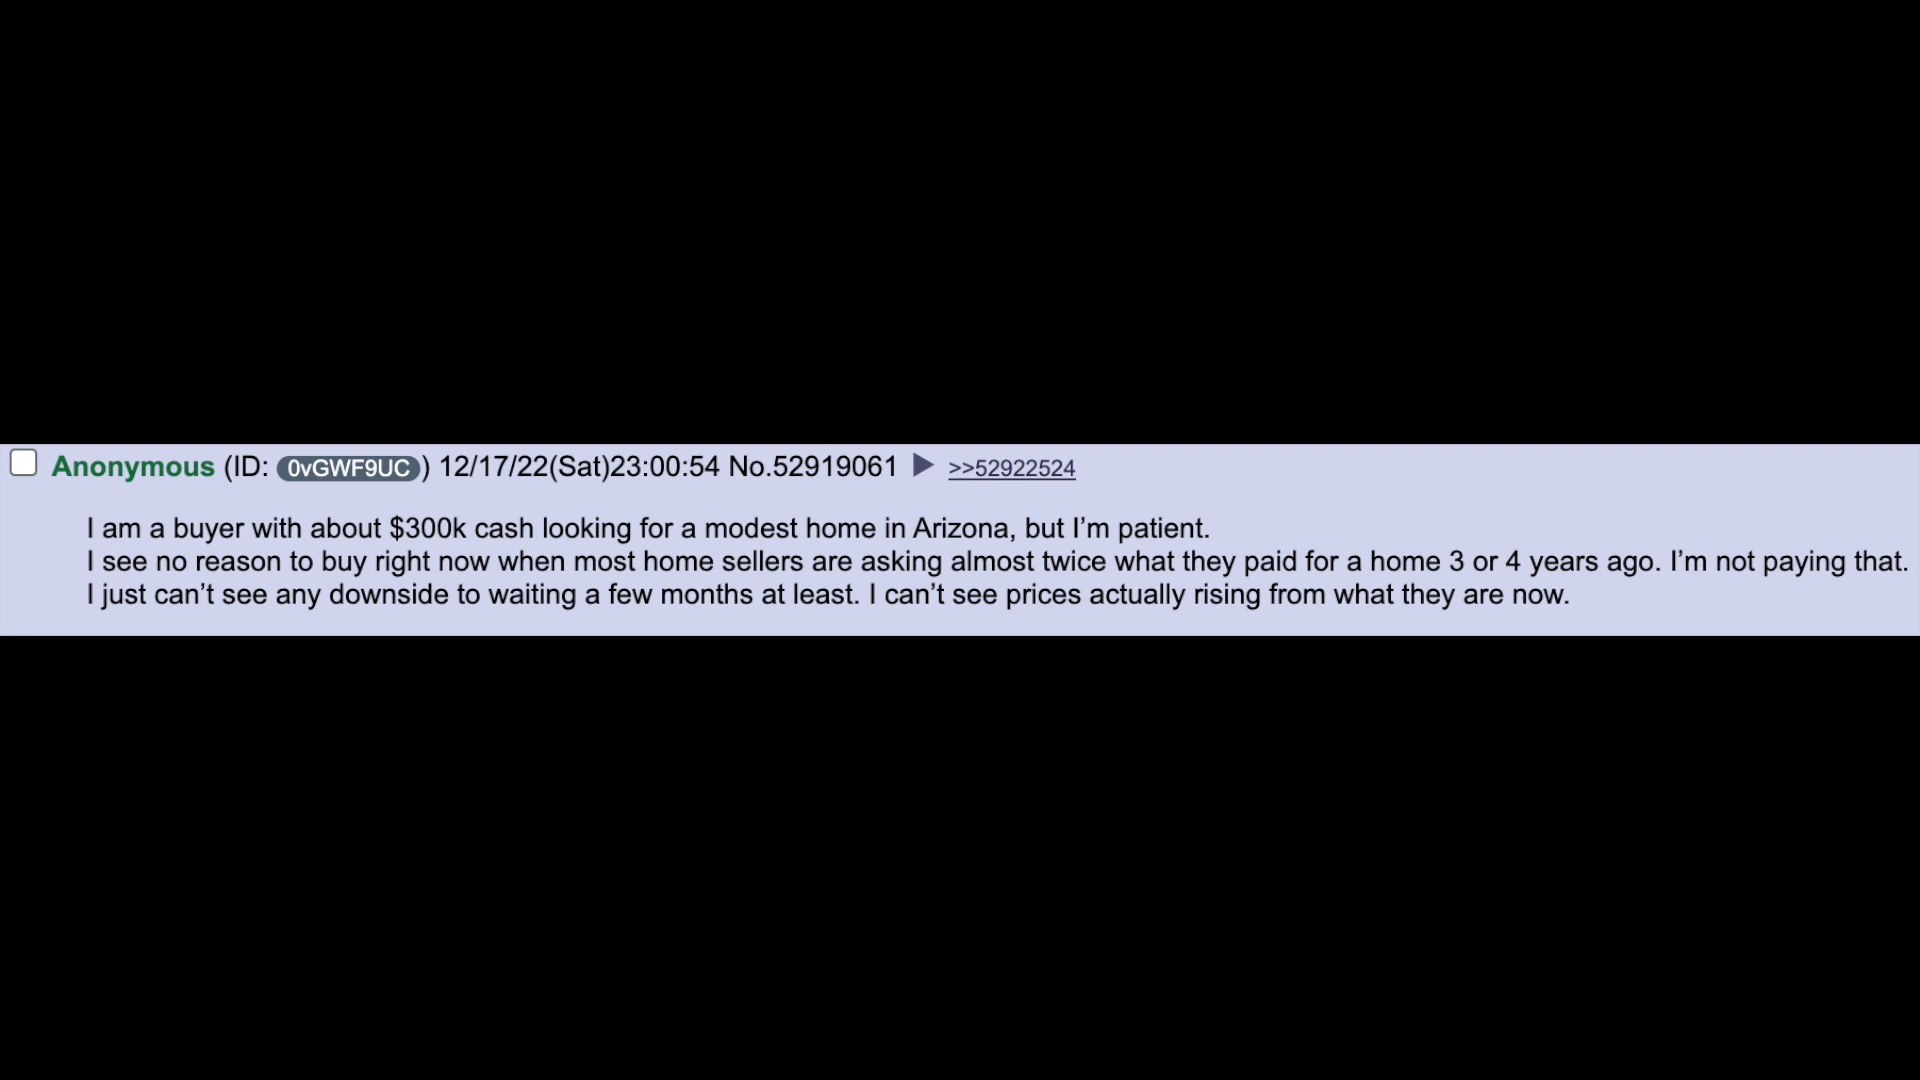 Anonymous (ID: 0vGWF9UC) 12/17/22(Sat)23:00:54 No.52919061 ▶ >>52922524
I am a buyer with about $300k cash looking for a modest home in Arizona, but I’m patient.
I see no reason to buy right now when most home sellers are asking almost twice what they paid for a home 3 or 4 years ago. I’m not paying that.
I just can’t see any downside to waiting a few months at least. I can’t see prices actually rising from what they are now.